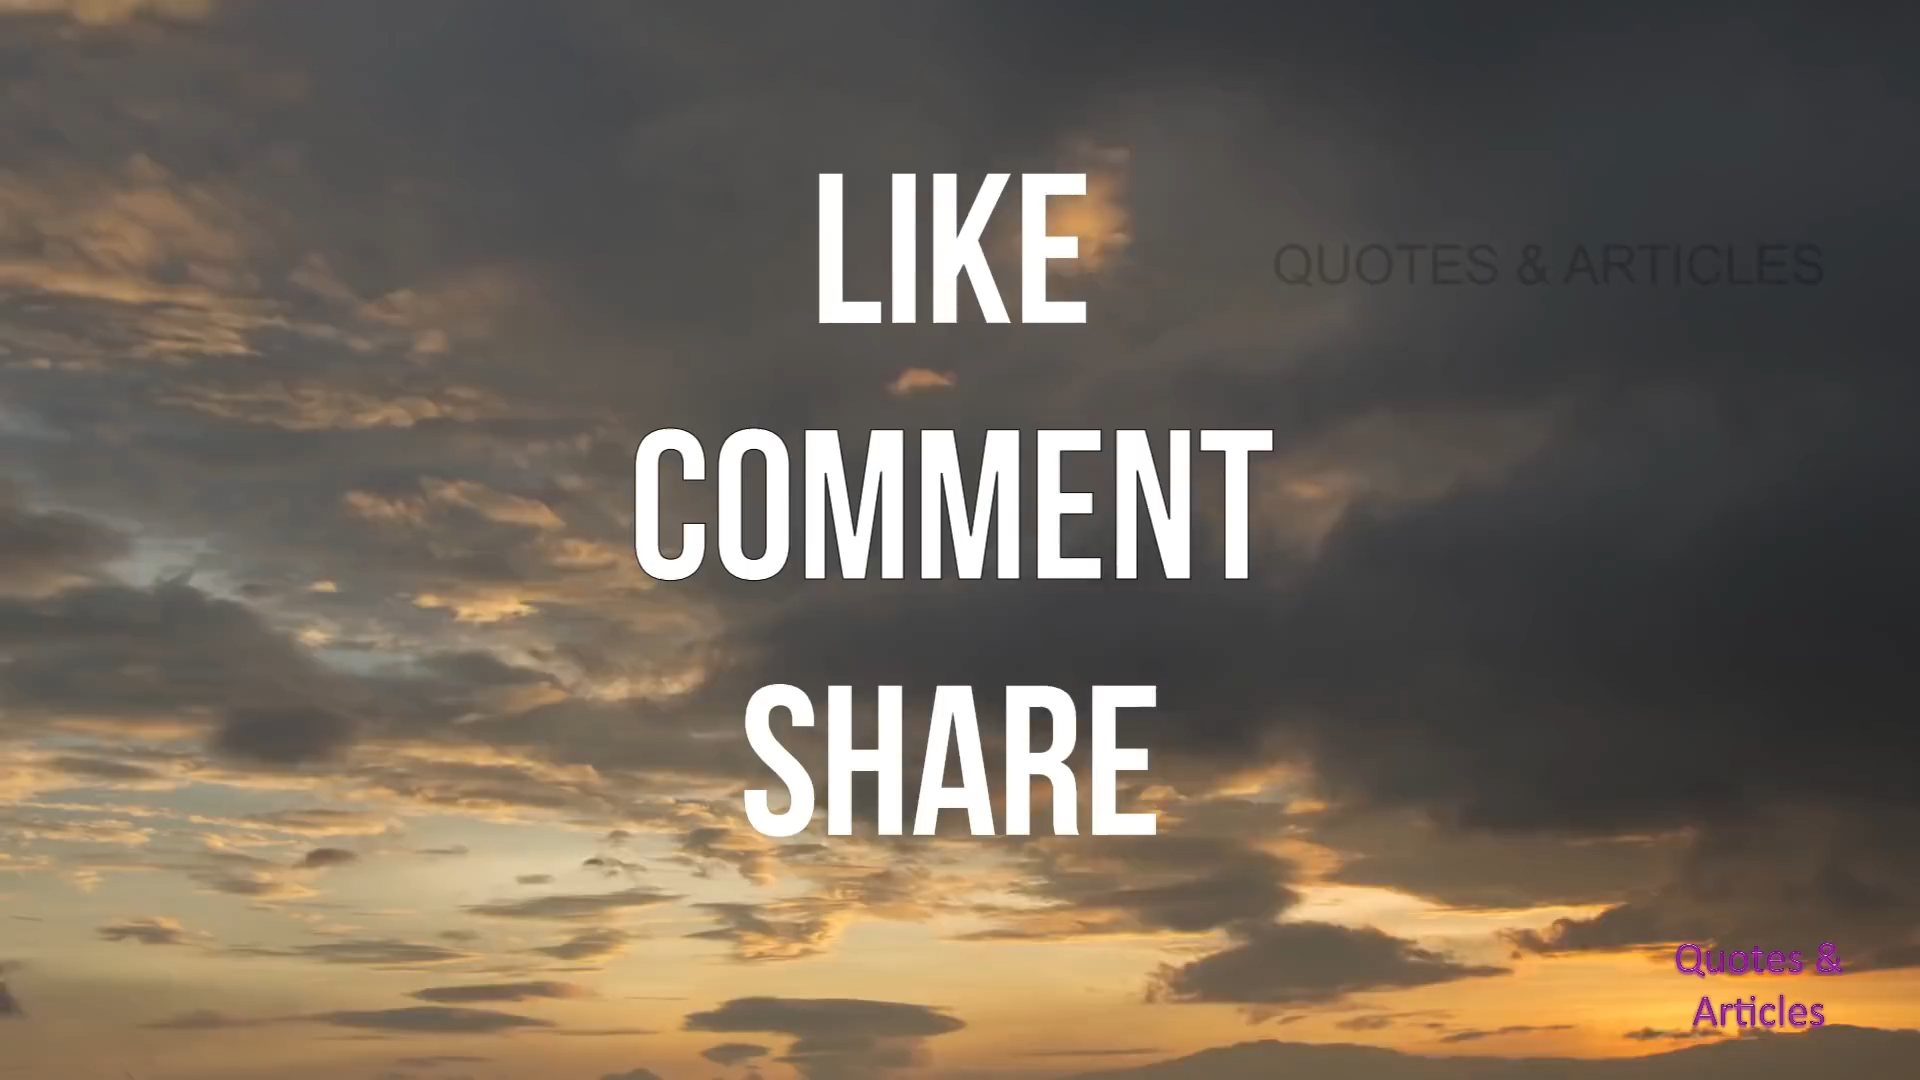 LIKE
QUOTES & ARTICLES
COMMENT
SHARE
Quotes &
Articles